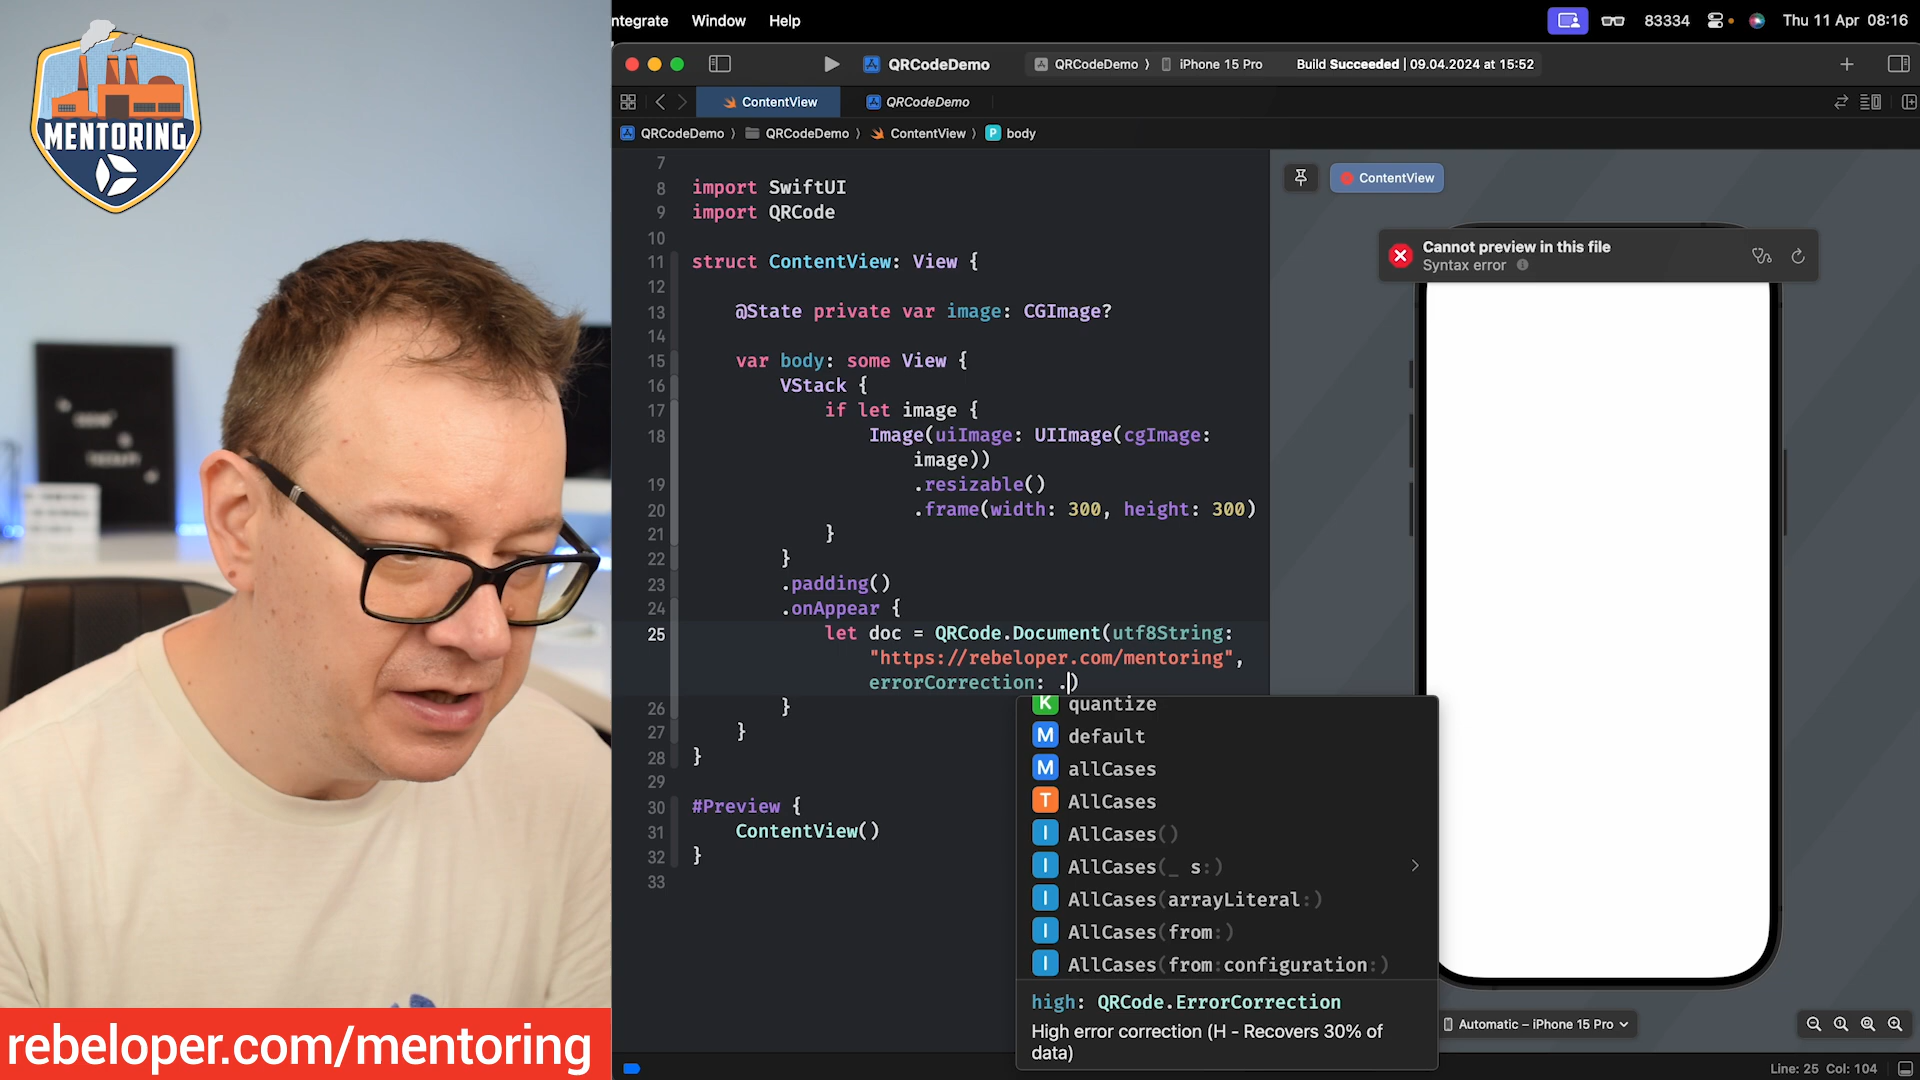 MENTORING
ntegrate Window Help
83334 Thu 11 Apr 08:16
QRCodeDemo
QRCodeDemo ⟩ iPhone 15 Pro
Build Succeeded | 09.04.2024 at 15:52
ContentView
QRCodeDemo
QRCodeDemo ⟩ QRCodeDemo ⟩ ContentView ⟩ P body
7
8 import SwiftUI
9 import QRCode
10
11 struct ContentView: View {
12
13 @State private var image: CGImage?
14
15 var body: some View {
16 VStack {
17 if let image {
18 Image(uiImage: UIImage(cgImage:
image))
19 .resizable()
20 .frame(width: 300, height: 300)
21 }
22 }
23 .padding()
24 .onAppear {
25 let doc = QRCode.Document(utf8String:
"https://rebeloper.com/mentoring",
errorCorrection: .)
26 }
27 }
28 }
29
30 #Preview {
31 ContentView()
32 }
33
K quantize
M default
M allCases
T AllCases
I AllCases()
I AllCases(_ s:)
I AllCases(arrayLiteral:)
I AllCases(from:)
I AllCases(from:configuration:)
high: QRCode.ErrorCorrection
High error correction (H - Recovers 30% of
data)
ContentView
Cannot preview in this file
Syntax error
Automatic – iPhone 15 Pro
Line: 25 Col: 104
rebeloper.com/mentoring